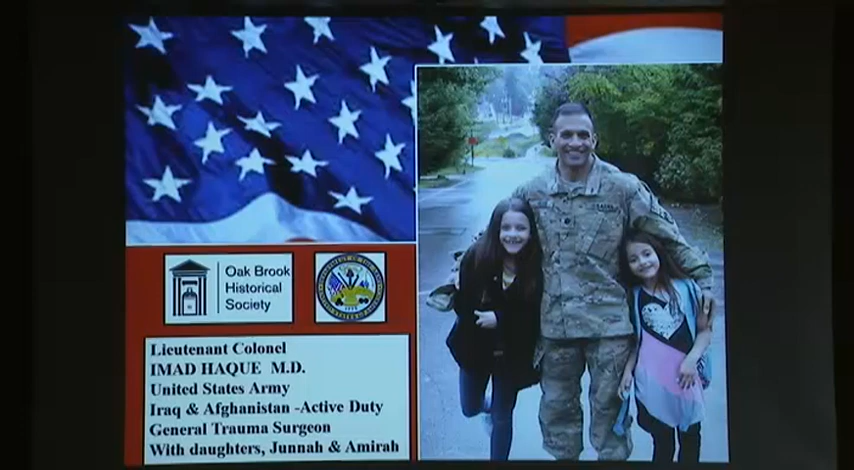 Oak Brook
Historical
Society
Lieutenant Colonel
IMAD HAQUE M.D.
United States Army
Iraq & Afghanistan -Active Duty
General Trauma Surgeon
With daughters, Junnah & Amirah